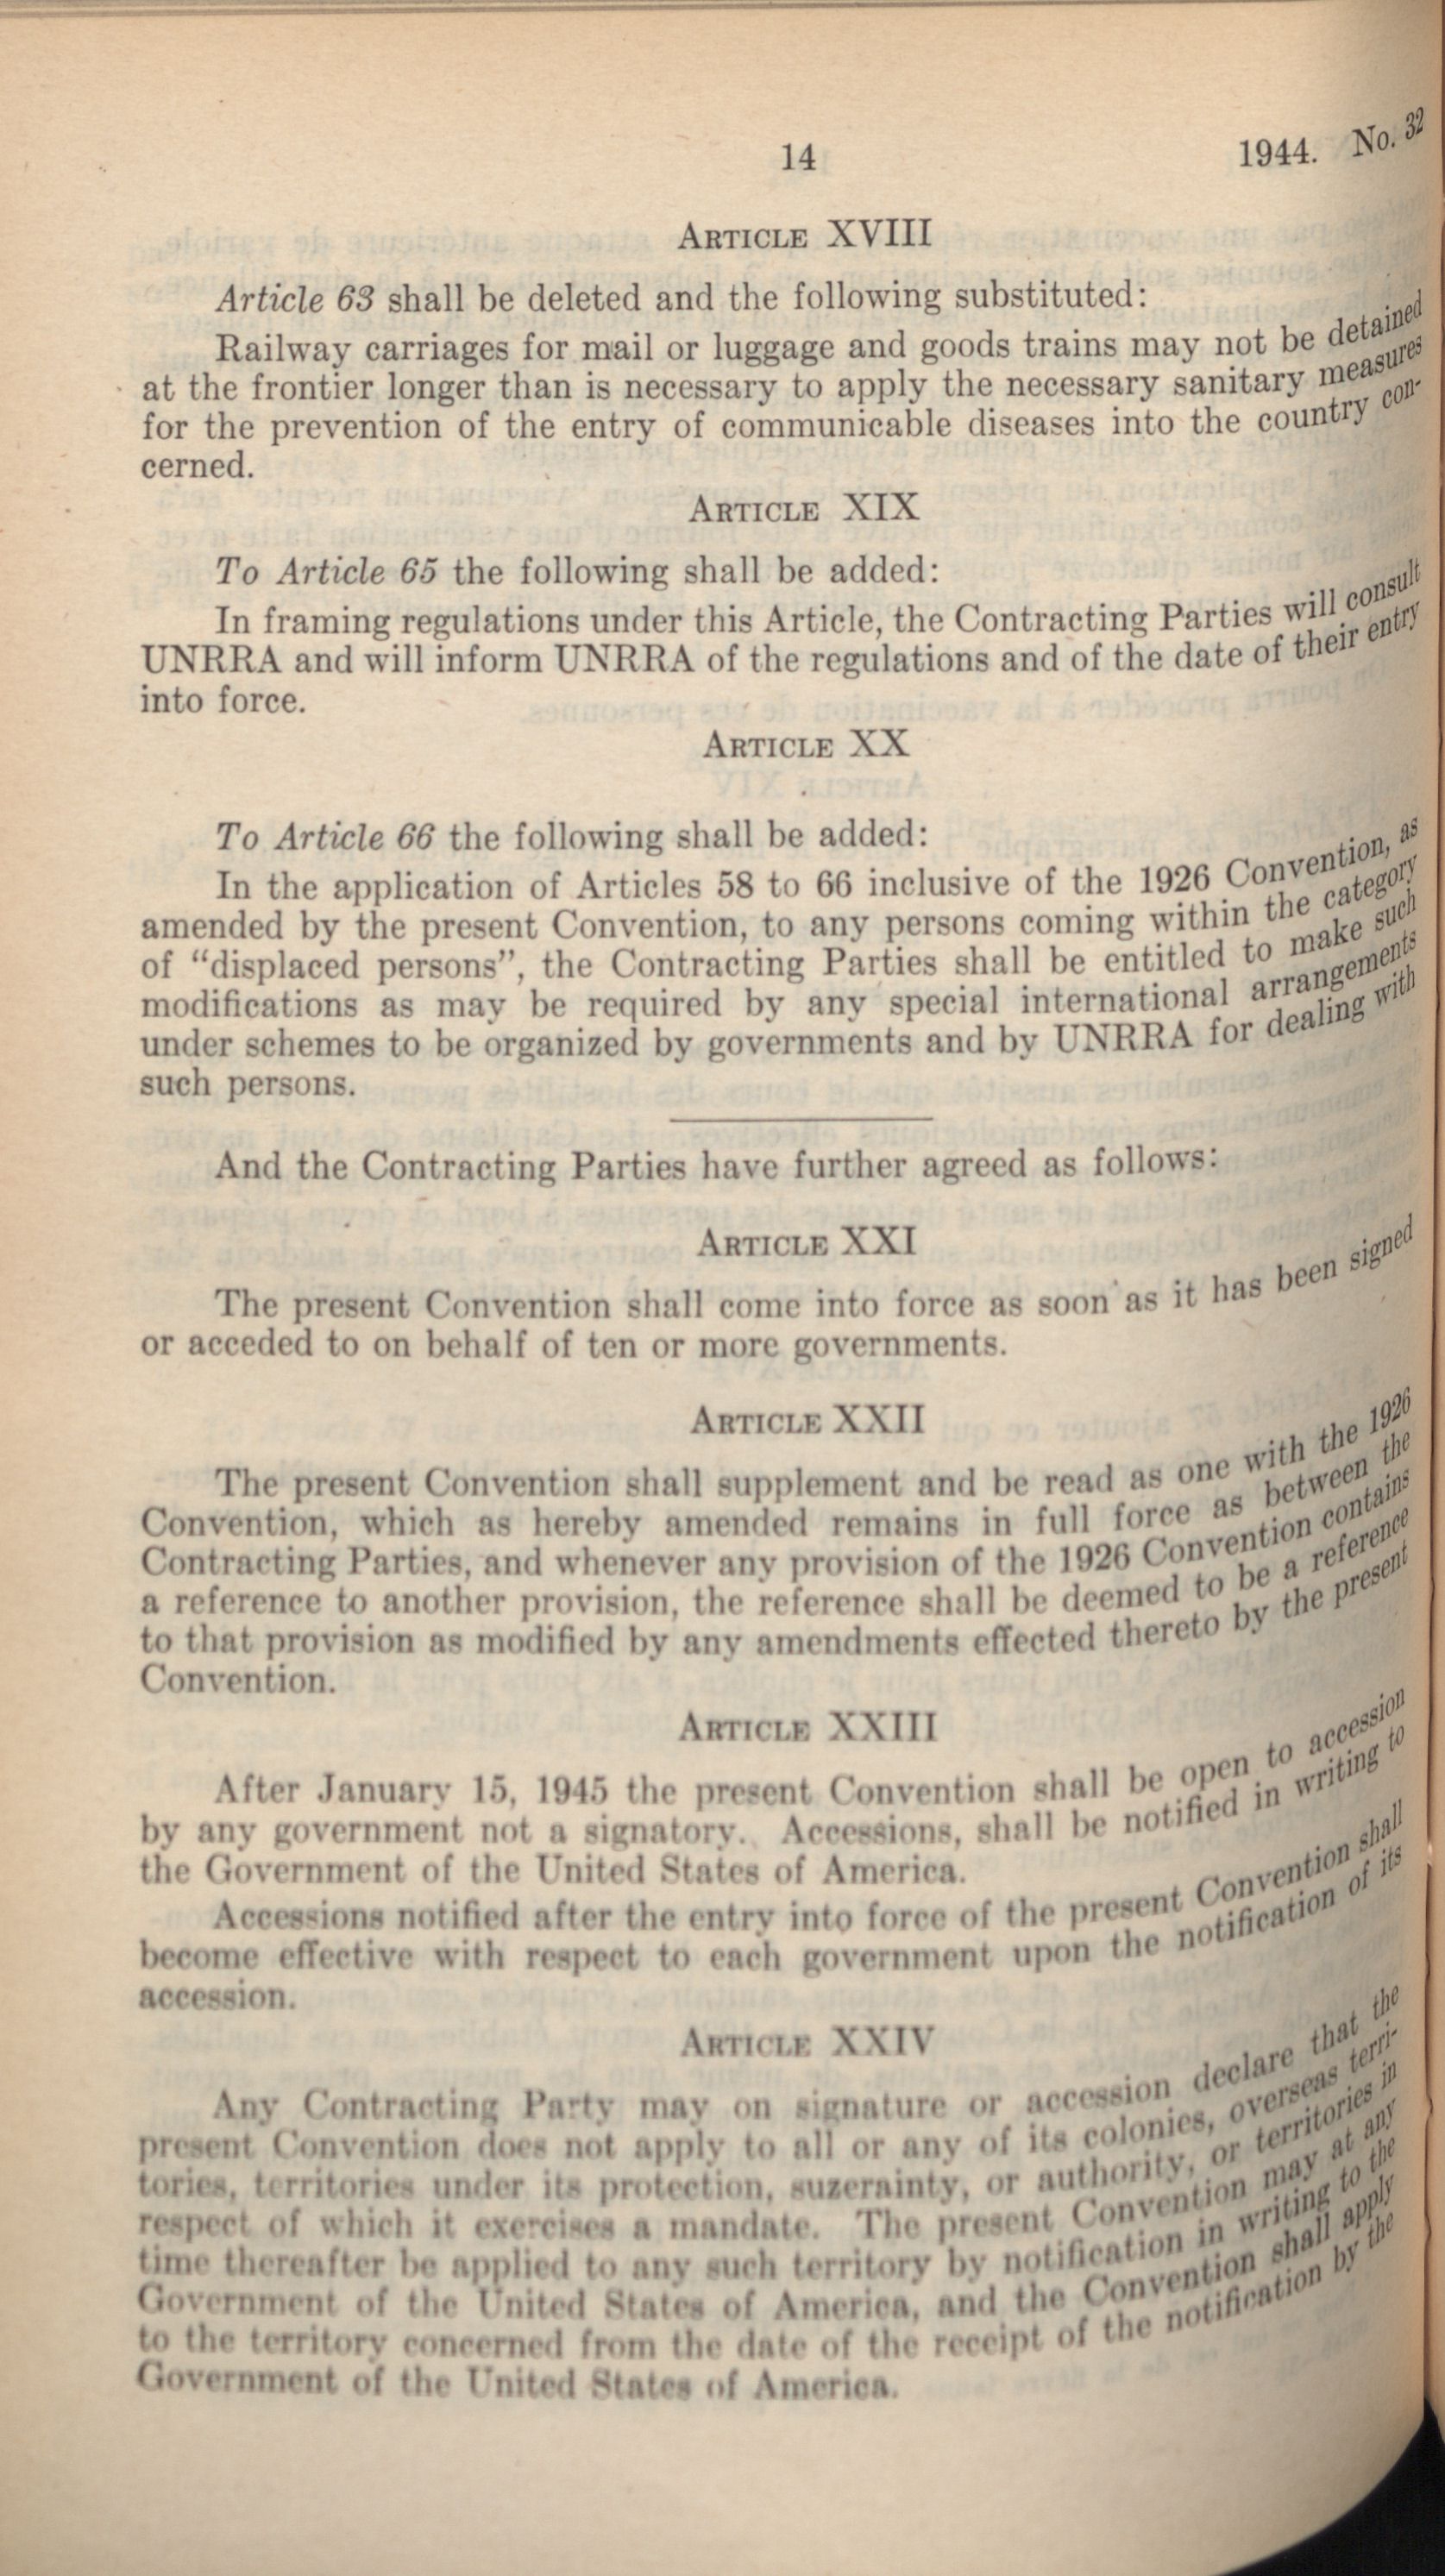 14
1944. No. 32
ARTICLE XVIII
Article 63 shall be deleted and the following substituted:
Railway carriages for mail or luggage and goods trains may not be detained
at the frontier longer than is necessary to apply the necessary sanitary measures
for the prevention of the entry of communicable diseases into the country con-
cerned.
ARTICLE XIX
To Article 65 the following shall be added:
In framing regulations under this Article, the Contracting Parties will consult
UNRRA and will inform UNRRA of the regulations and of the date of their entry
into force.
ARTICLE XX
To Article 66 the following shall be added:
In the application of Articles 58 to 66 inclusive of the 1926 Convention, as
amended by the present Convention, to any persons coming within the category
of “displaced persons”, the Contracting Parties shall be entitled to make such
modifications as may be required by any special international arrangements
under schemes to be organized by governments and by UNRRA for dealing with
such persons.
And the Contracting Parties have further agreed as follows:
ARTICLE XXI
The present Convention shall come into force as soon as it has been signed
or acceded to on behalf of ten or more governments.
ARTICLE XXII
The present Convention shall supplement and be read as one with the 1926
Convention, which as hereby amended remains in full force as between the
Contracting Parties, and whenever any provision of the 1926 Convention contains
a reference to another provision, the reference shall be deemed to be a reference
to that provision as modified by any amendments effected thereto by the present
Convention.
ARTICLE XXIII
After January 15, 1945 the present Convention shall be open to accession
by any government not a signatory. Accessions, shall be notified in writing to
the Government of the United States of America.
Accessions notified after the entry into force of the present Convention shall
become effective with respect to each government upon the notification of its
accession.
ARTICLE XXIV
Any Contracting Party may on signature or accession declare that the
present Convention does not apply to all or any of its colonies, overseas terri-
tories, territories under its protection, suzerainty, or authority, or territories in
respect of which it exercises a mandate. The present Convention may at any
time thereafter be applied to any such territory by notification in writing to the
Government of the United States of America, and the Convention shall apply
to the territory concerned from the date of the receipt of the notification by the
Government of the United States of America.